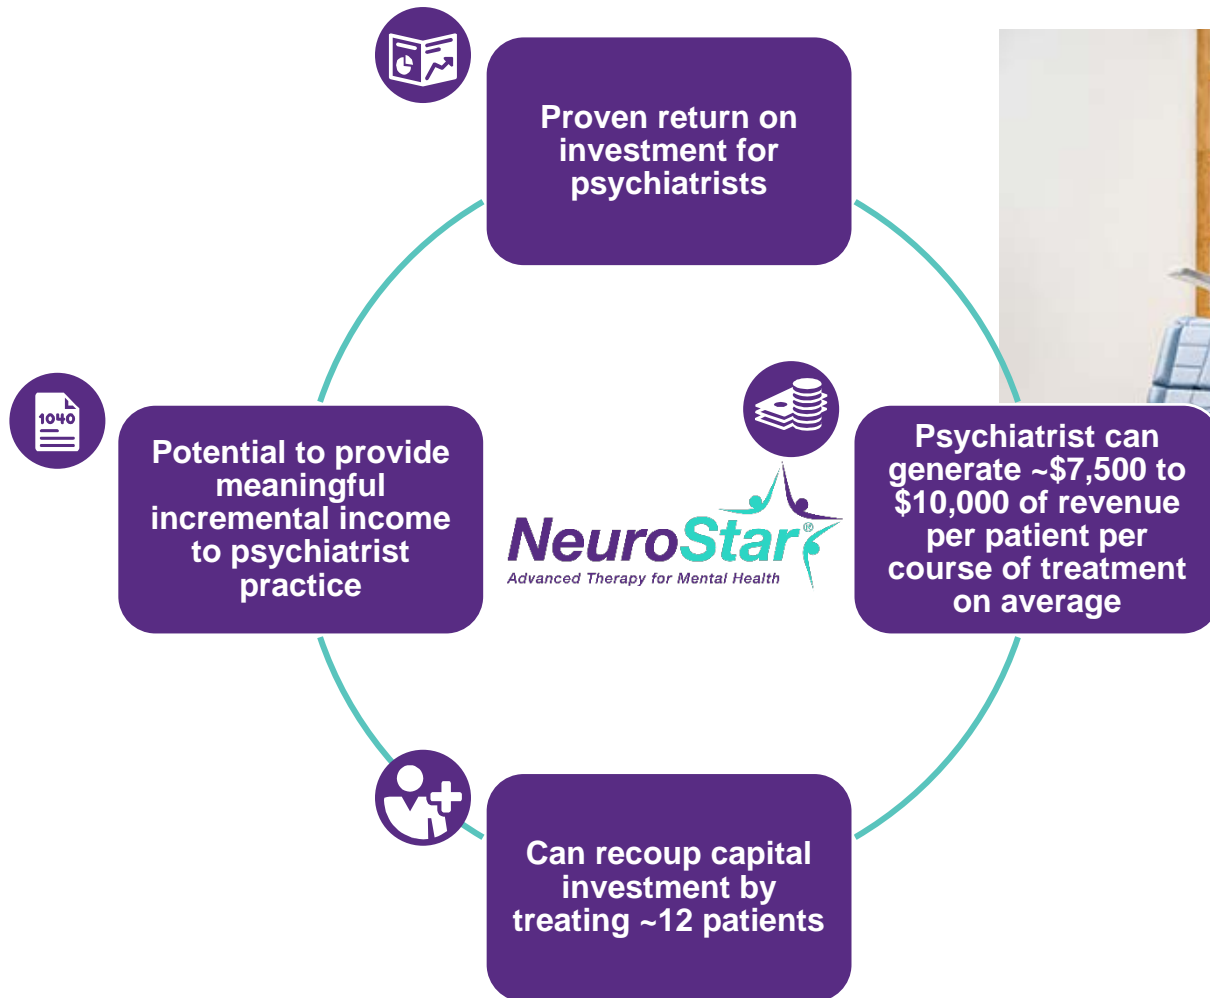 Proven return on
investment for
psychiatrists
1040
Potential to provide
meaningful
incremental income
to psychiatrist
practice
NeuroStar®
Advanced Therapy for Mental Health
Psychiatrist can
generate ~$7,500 to
$10,000 of revenue
per patient per
course of treatment
on average
Can recoup capital
investment by
treating ~12 patients